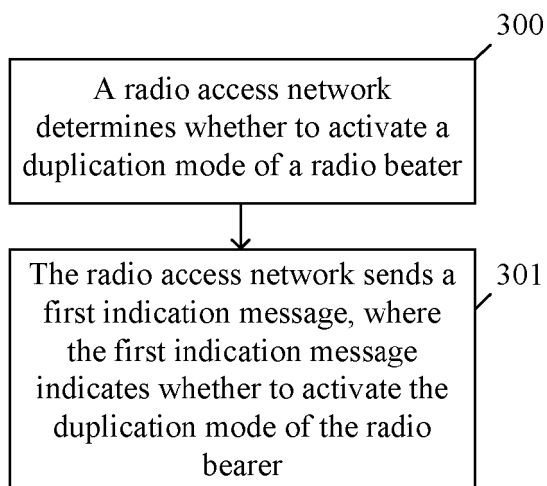 300
A radio access network
determines whether to activate a
duplication mode of a radio beater
301
The radio access network sends a
first indication message, where
the first indication message
indicates whether to activate the
duplication mode of the radio
bearer